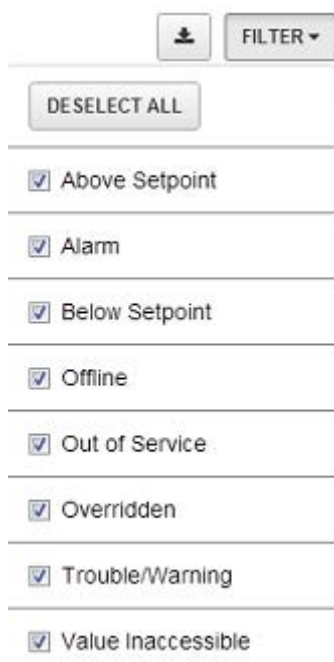 FILTER
DESELECT ALL
Above Setpoint
Alarm
Below Setpoint
Offline
Out of Service
Overridden
Trouble/Warning
Value Inaccessible